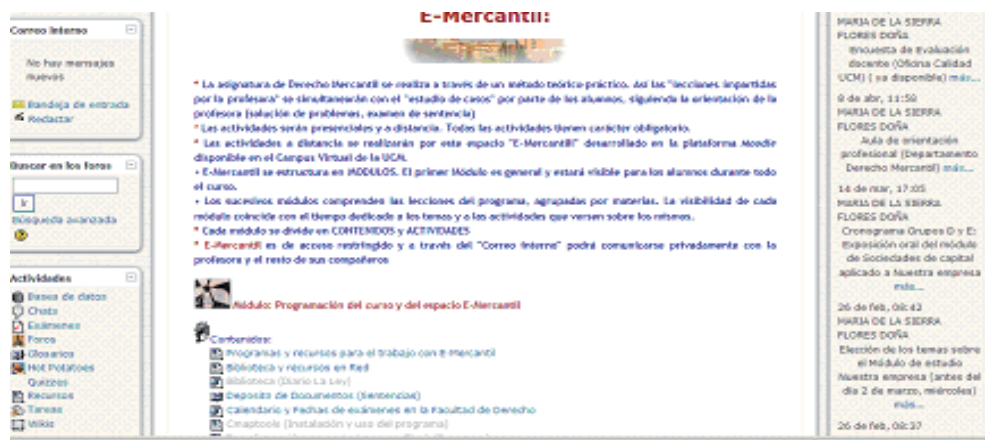 Correo Interno
No hay mensajes
nuevos
Bandeja de entrada
Redactar
Buscar en los foros
Ir
Búsqueda avanzada
Actividades
Bases de datos
Chats
Exámenes
Foros
Glosarios
Hot Potatoes
Quizzes
Recursos
Tareas
Wikis
E-Mercantil:
* La asignatura de Derecho Mercantil se realiza a través de un método teórico-práctico. Así las "lecciones impartidas
por la profesora" se simultanearán con el "estudio de casos" por parte de los alumnos, siguiendo la orientación de la
profesora (solución de problemas, examen de sentencia)
* Las actividades serán presenciales y a distancia. Todas las actividades tienen carácter obligatorio.
* Las actividades a distancia se realizarán por este espacio "E-Mercantil" desarrollado en la plataforma Moodle
disponible en el Campus Virtual de la UCM.
• E-Mercantil se estructura en MODULOS. El primer Módulo es general y estará visible para los alumnos durante todo
el curso.
• Los sucesivos módulos comprenden las lecciones del programa, agrupadas por materias. La visibilidad de cada
módulo coincide con el tiempo dedicado a los temas y a las actividades que versen sobre los mismos.
* Cada módulo se divide en CONTENIDOS y ACTIVIDADES
* E-Mercantil es de acceso restringido y a través del "Correo Interno" podrá comunicarse privadamente con la
profesora y el resto de sus compañeros
Módulo: Programación del curso y del espacio E-Mercantil
Contenidos:
Programas y recursos para el trabajo con E-Mercantil
Biblioteca y recursos en Red
Biblioteca (Diario La Ley)
Deposito de Documentos (Sentencias)
Calendario y Fechas de exámenes en la Facultad de Derecho
Cmaptools (Instalación y uso del programa)
MARIA DE LA SIERRA
FLORES DOÑA
Encuesta de Evaluación
docente (Oficina Calidad
UCM) ( ya disponible) más...
8 de abr, 11:58
MARIA DE LA SIERRA
FLORES DOÑA
Aula de orientación
profesional (Departamento
Derecho Mercantil) más...
14 de mar, 17:05
MARIA DE LA SIERRA
FLORES DOÑA
Cronograma Grupos D y E:
Exposición oral del módulo
de Sociedades de capital
aplicado a Nuestra empresa
más...
26 de feb, 08:42
MARIA DE LA SIERRA
FLORES DOÑA
Elección de los temas sobre
el Módulo de estudio
Nuestra empresa (antes del
día 2 de marzo, miércoles)
más...
26 de feb, 08:37